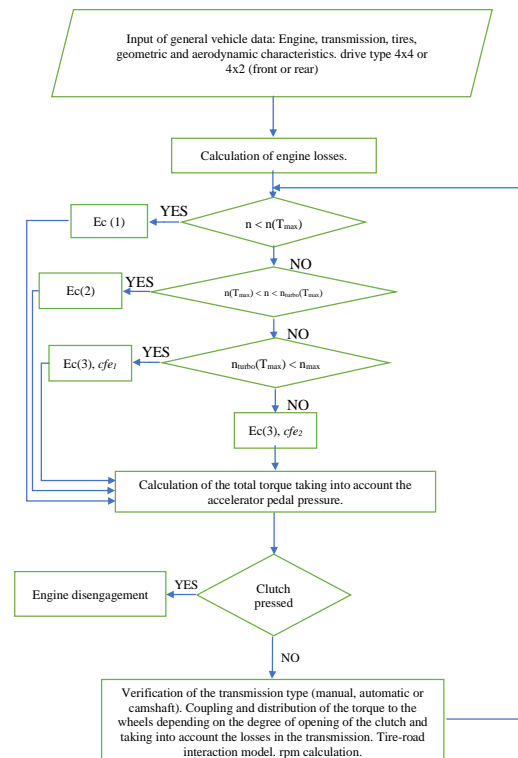 Input of general vehicle data: Engine, transmission, tires,
geometric and aerodynamic characteristics. drive type 4x4 or
4x2 (front or rear)
Calculation of engine losses.
n < n(Tmax)
YES
Ec (1)
NO
n(Tmax) < n < nturbo(Tmax)
YES
Ec(2)
NO
nturbo(Tmax) < nmax
YES
Ec(3), cfe1
NO
Ec(3), cfe2
Calculation of the total torque taking into account the
accelerator pedal pressure.
Clutch
pressed
YES
Engine disengagement
NO
Verification of the transmission type (manual, automatic or
camshaft). Coupling and distribution of the torque to the
wheels depending on the degree of opening of the clutch and
taking into account the losses in the transmission. Tire-road
interaction model. rpm calculation.